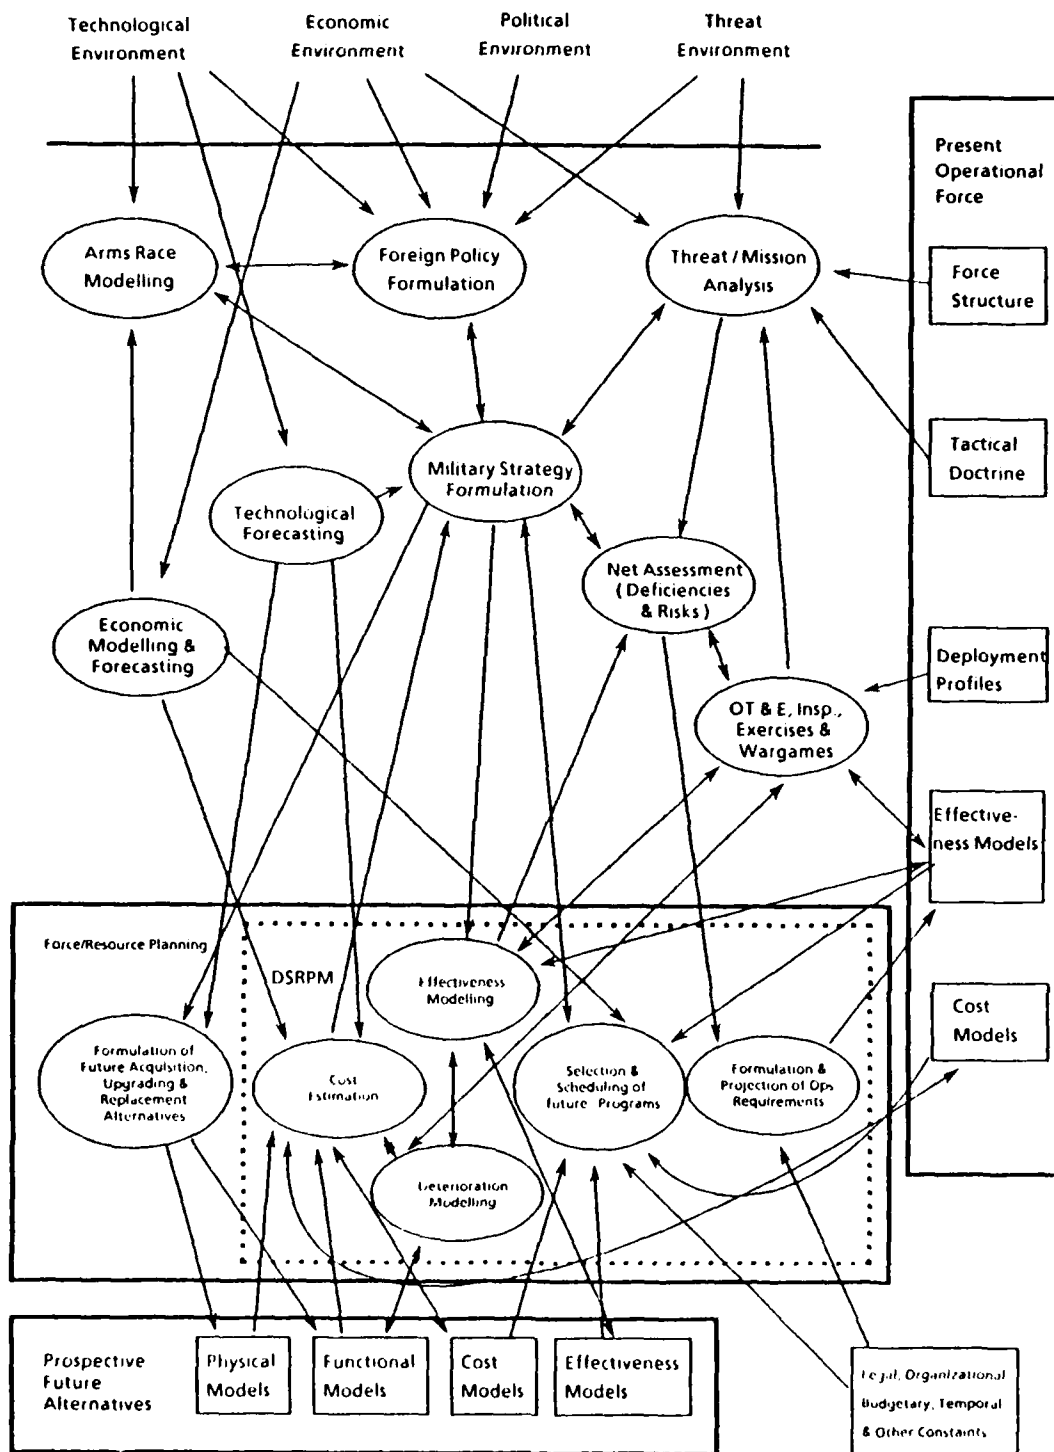 Technological
Environment
Economic
Environment
Political
Environment
Threat
Environment
Present
Operational
Force
Arms Race
Modelling
Foreign Policy
Formulation
Threat / Mission
Analysis
Force
Structure
Military Strategy
Formulation
Tactical
Doctrine
Technological
Forecasting
Net Assessment
( Deficiencies
& Risks )
Economic
Modelling &
Forecasting
Deployment
Profiles
OT & E, Insp.,
Exercises &
Wargames
Effective-
ness Models
Force/Resource Planning
DSRPM
Effectiveness
Modelling
Cost
Models
Formulation of
Future Acquisition,
Upgrading &
Replacement
Alternatives
Cost
Estimation
Selection &
Scheduling of
Future Programs
Formulation &
Projection of Ops
Requirements
Deterioration
Modelling
Prospective
Future
Alternatives
Physical
Models
Functional
Models
Cost
Models
Effectiveness
Models
Legal, Organizational
Budgetary, Temporal
& Other Constaints